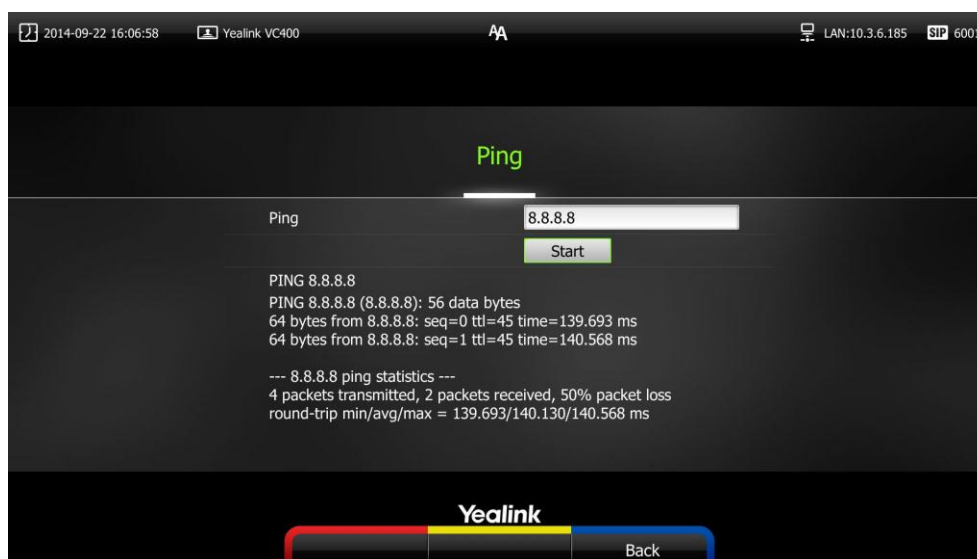 2014-09-22 16:06:58 Yealink VC400 AA LAN:10.3.6.185 SIP 6001
Ping
Ping 8.8.8.8
Start
PING 8.8.8.8
PING 8.8.8.8 (8.8.8.8): 56 data bytes
64 bytes from 8.8.8.8: seq=0 ttl=45 time=139.693 ms
64 bytes from 8.8.8.8: seq=1 ttl=45 time=140.568 ms
--- 8.8.8.8 ping statistics ---
4 packets transmitted, 2 packets received, 50% packet loss
round-trip min/avg/max = 139.693/140.130/140.568 ms
Yealink
Back